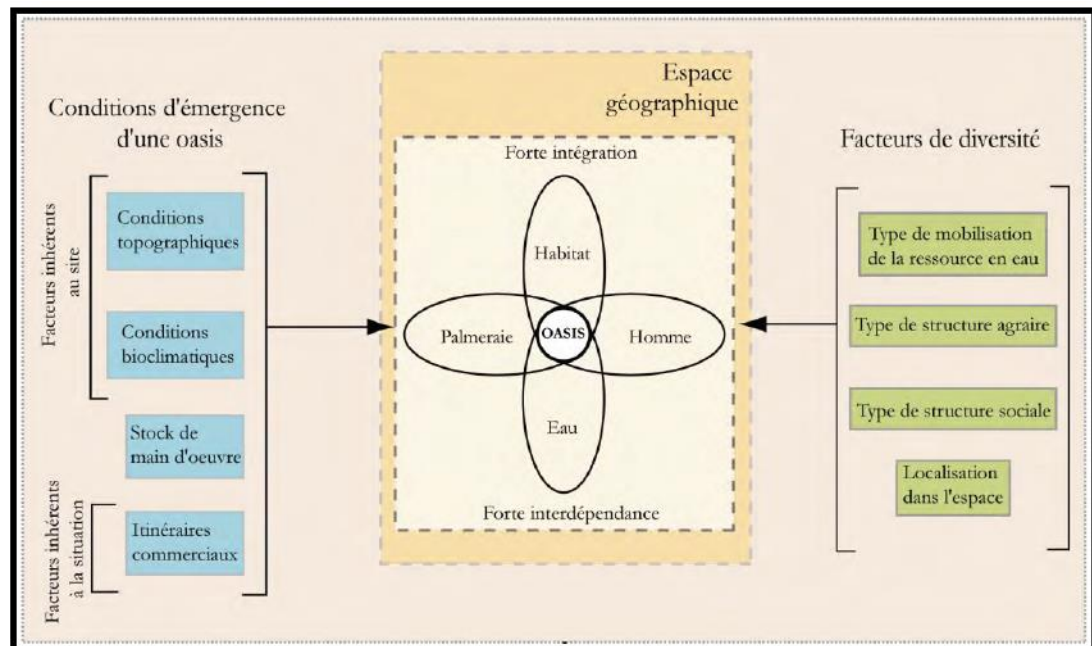 Conditions d'émergence
d'une oasis
Facteurs inhérents
au site
Conditions
topographiques
Conditions
bioclimatiques
Stock de
main d'oeuvre
Facteurs inhérents
à la situation
Itinéraires
commerciaux
Espace
géographique
Forte intégration
Habitat
Palmeraie
OASIS
Homme
Eau
Forte interdépendance
Facteurs de diversité
Type de mobilisation
de la ressource en eau
Type de structure agraire
Type de structure sociale
Localisation
dans l'espace